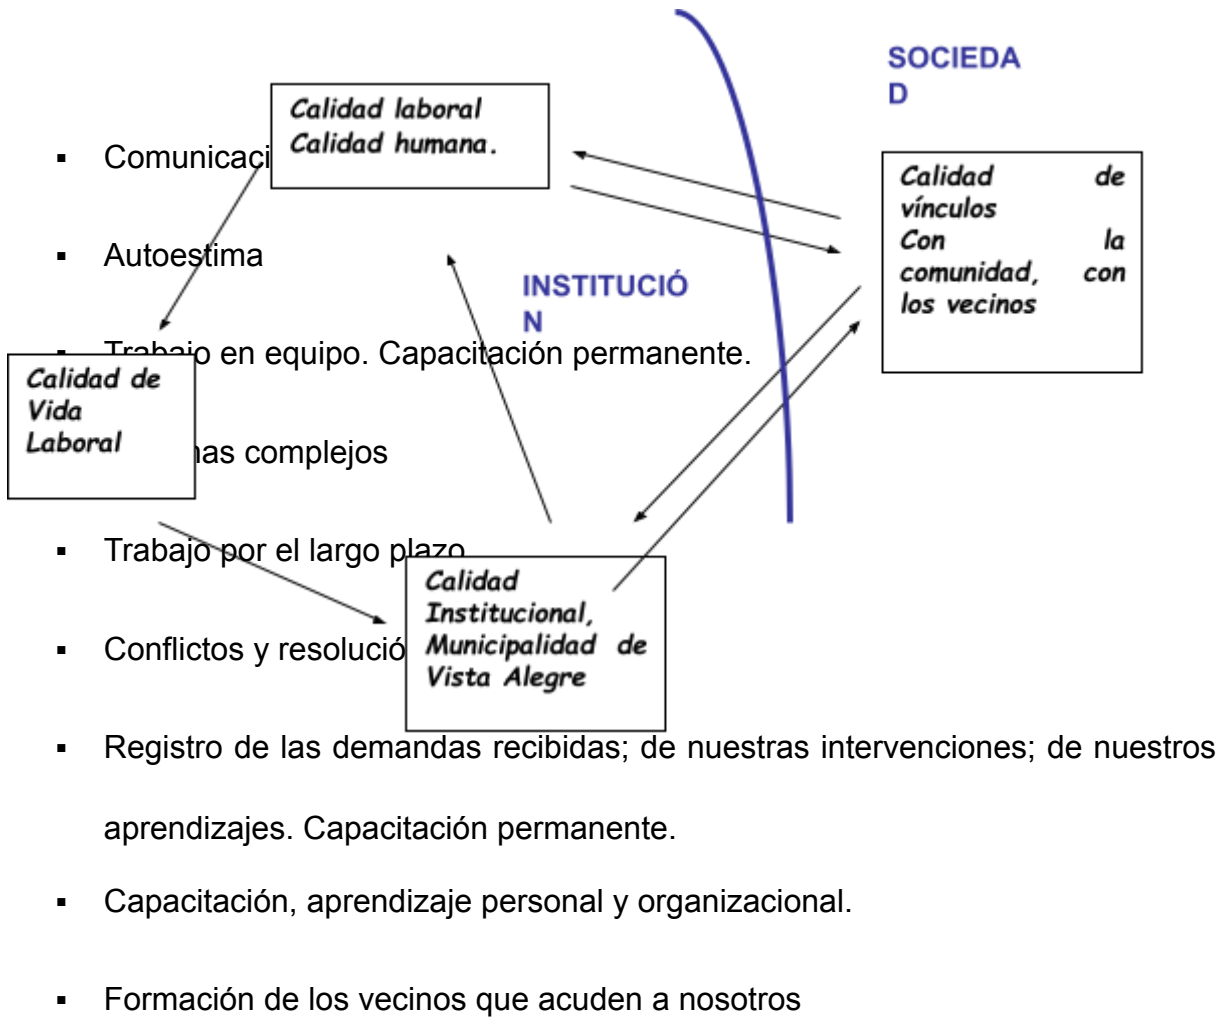 SOCIEDA
D
Calidad laboral
Calidad humana.
▪ Comunicaci
Calidad de
vínculos
Con la
comunidad, con
los vecinos
▪ Autoestima
INSTITUCIÓ
N
▪ Trabajo en equipo. Capacitación permanente.
Calidad de
Vida
Laboral
mas complejos
▪ Trabajo por el largo plazo
Calidad
Institucional,
Municipalidad de
Vista Alegre
▪ Conflictos y resolució
▪ Registro de las demandas recibidas; de nuestras intervenciones; de nuestros
aprendizajes. Capacitación permanente.
▪ Capacitación, aprendizaje personal y organizacional.
▪ Formación de los vecinos que acuden a nosotros